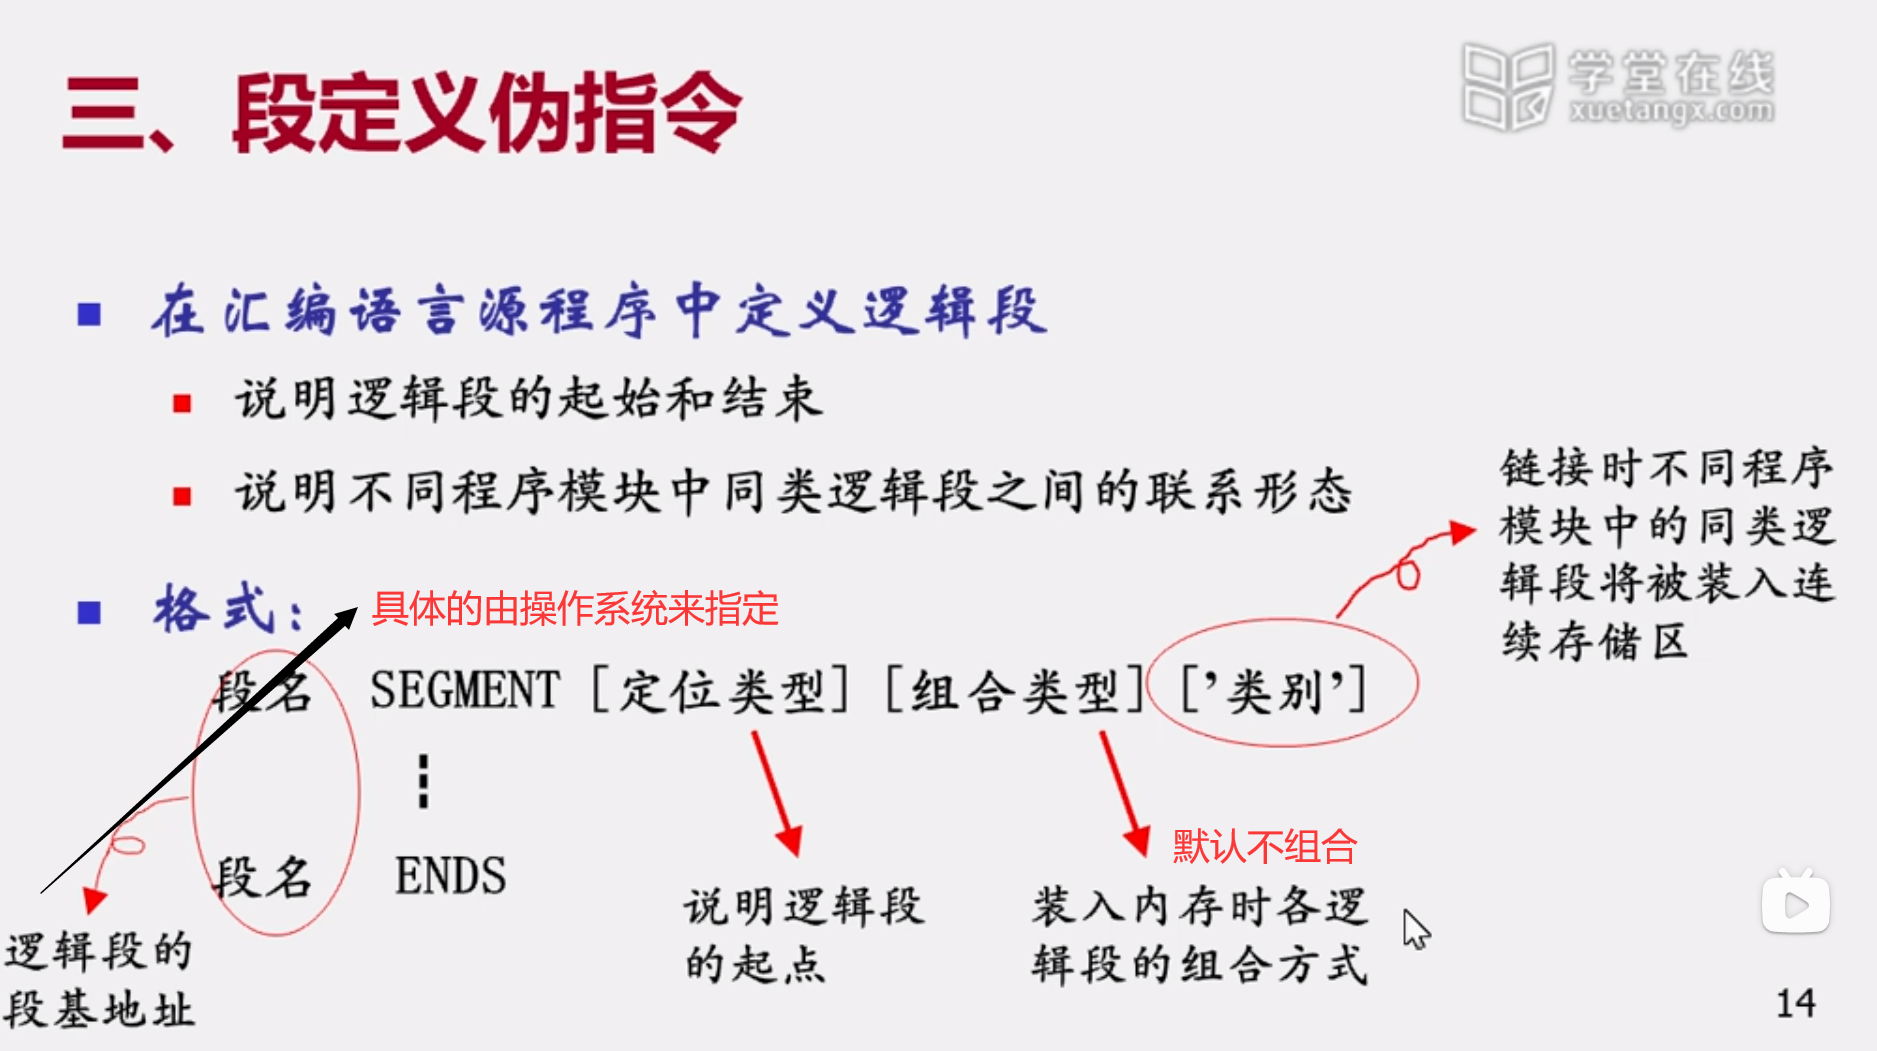 三、段定义伪指令
学堂在线
xuetangx.com
在汇编语言源程序中定义逻辑段
说明逻辑段的起始和结束
说明不同程序模块中同类逻辑段之间的联系形态
链接时不同程序
模块中的同类逻
辑段将被装入连
续存储区
格式：
具体的由操作系统来指定
段名 SEGMENT [定位类型] [组合类型] ['类别']
段名 ENDS
默认不组合
说明逻辑段
的起点
装入内存时各逻
辑段的组合方式
逻辑段的
段基地址
14